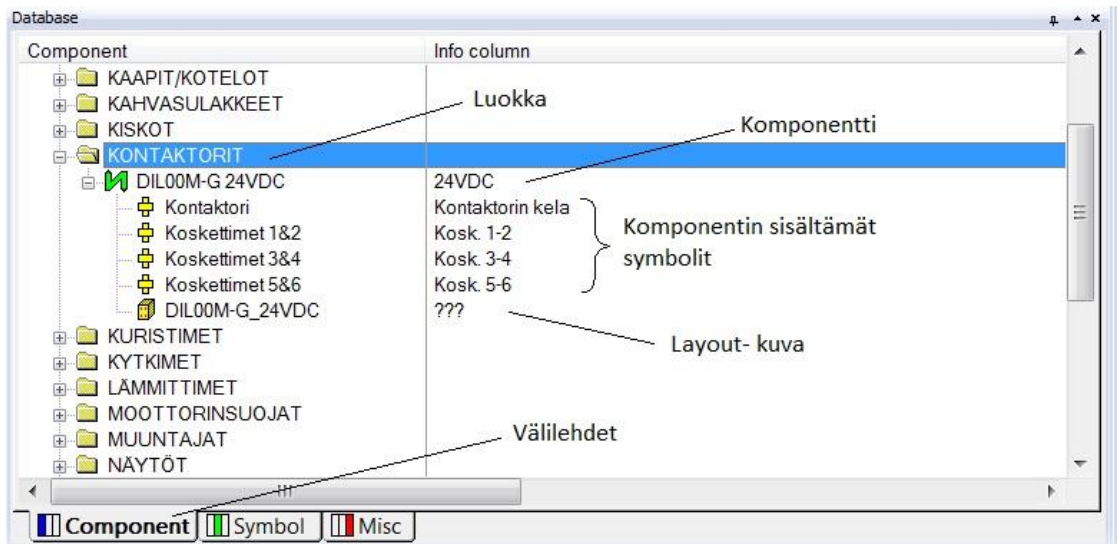 Database
Component Info column
KAAPIT/KOTELOT
KAHVASULAKKEET
Luokka
KISKOT
Komponentti
KONTAKTORIT
DIL00M-G 24VDC 24VDC
Kontaktori Kontaktorin kela
Koskettimet 1&2 Kosk. 1-2
Koskettimet 3&4 Kosk. 3-4
Koskettimet 5&6 Kosk. 5-6
Komponentin sisältämät
symbolit
DIL00M-G_24VDC ???
KURISTIMET
Layout- kuva
KYTKIMET
LÄMMITTIMET
MOOTTORINSUOJAT
MUUNTAJAT
Välilehdet
NÄYTÖT
Component Symbol Misc